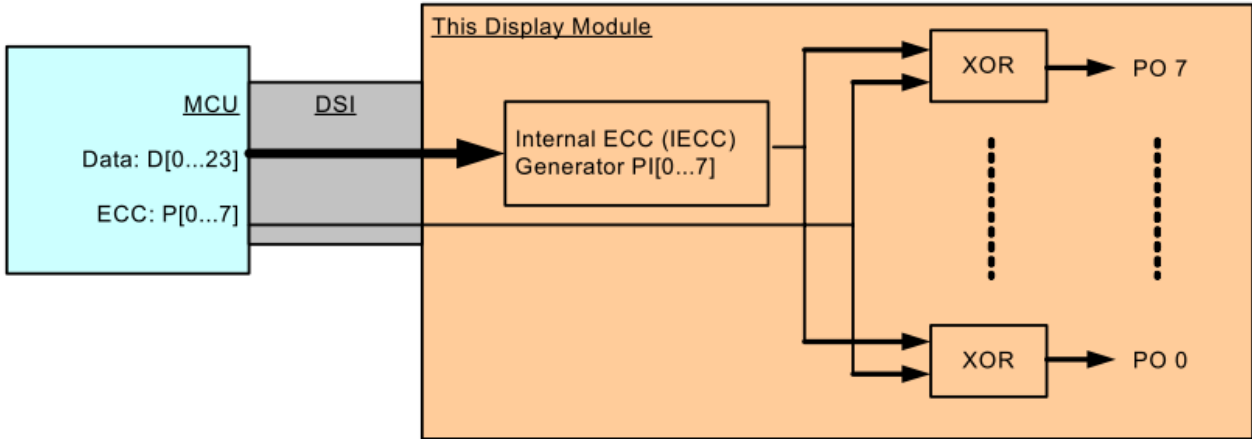 This Display Module
MCU
DSI
Data: D[0...23]
ECC: P[0...7]
Internal ECC (IECC)
Generator PI[0...7]
XOR
PO 7
XOR
PO 0